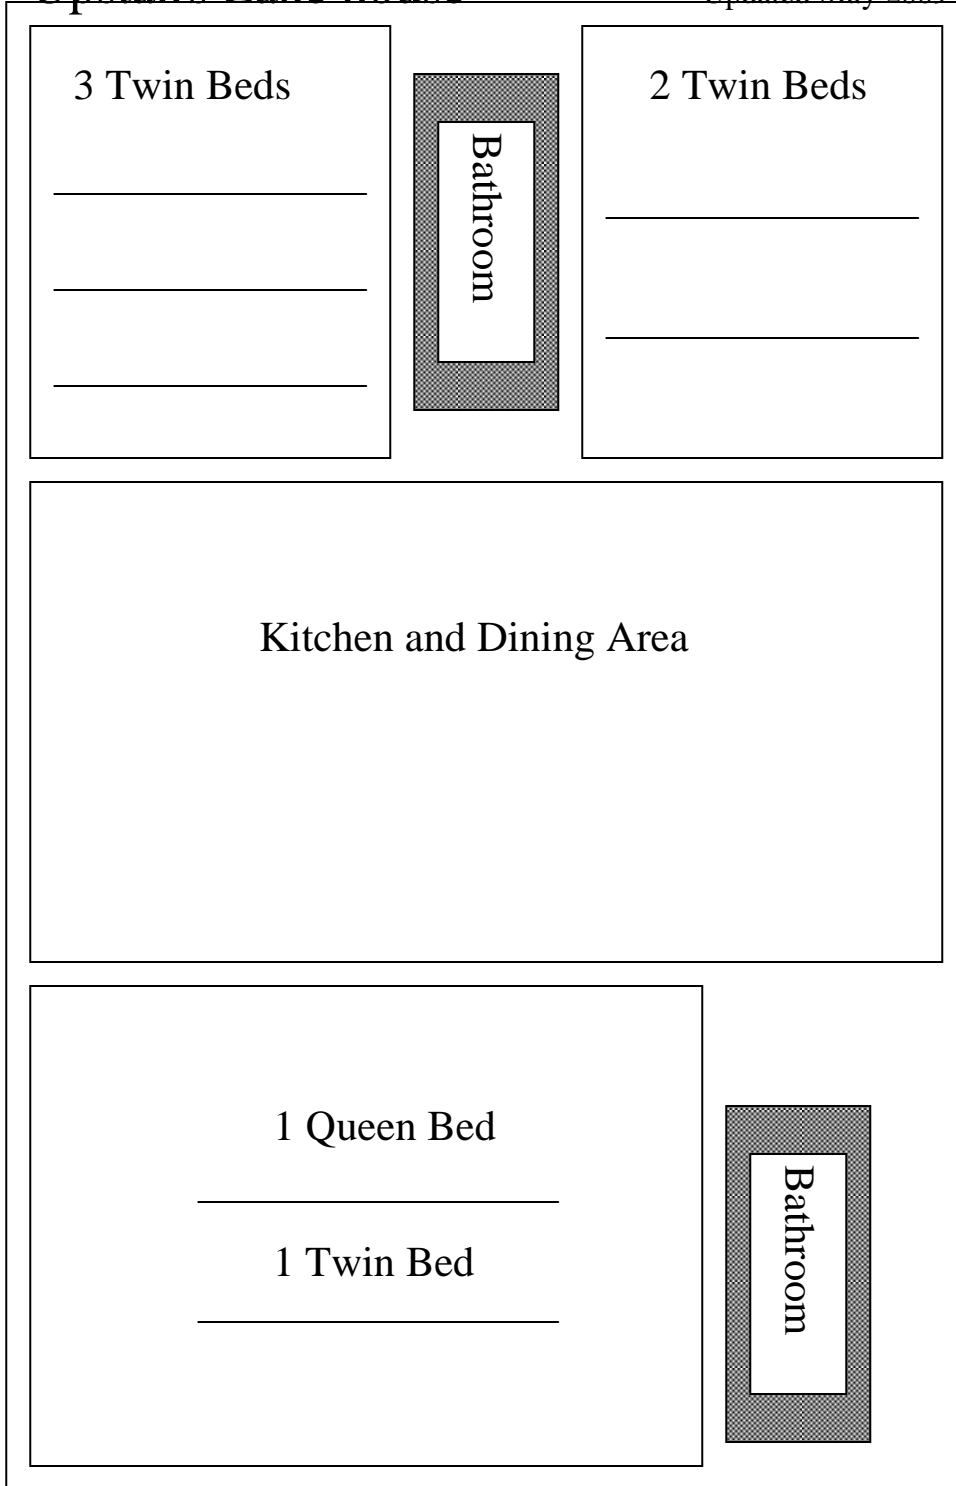 3 Twin Beds
Bathroom
2 Twin Beds
Kitchen and Dining Area
1 Queen Bed
1 Twin Bed
Bathroom